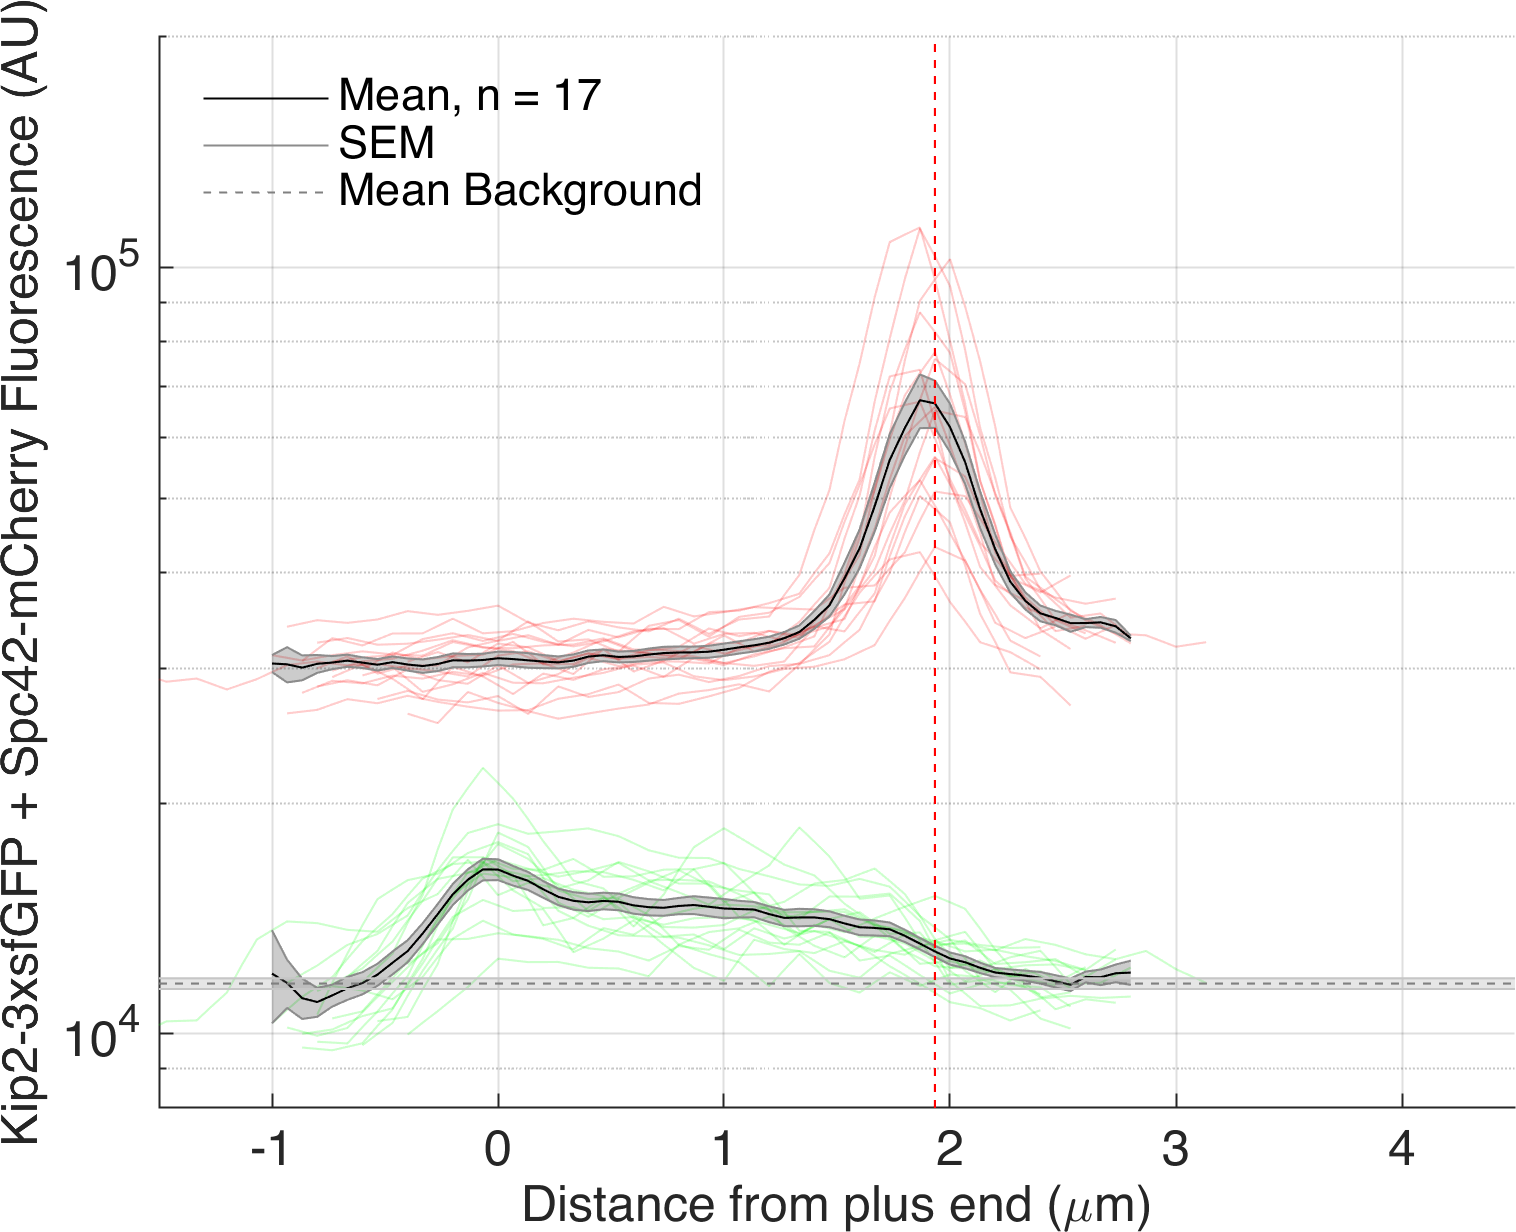 Kip2-3xsfGFP + Spc42-mCherry Fluorescence (AU)
Mean, n = 17
SEM
Mean Background
10^5
10^4
-1 0 1 2 3 4
Distance from plus end (μm)